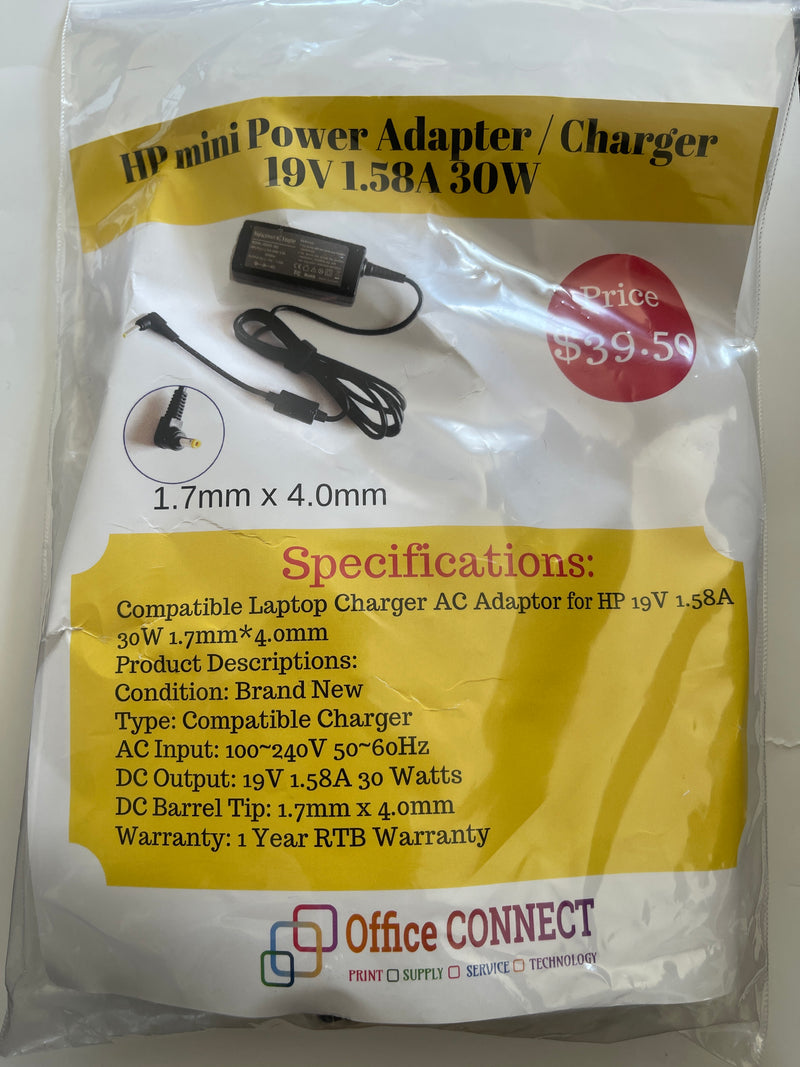 HP mini Power Adapter / Charger
19V 1.58A 30W
Replacement AC Adapter
Price
$39.50
1.7mm x 4.0mm
Specifications:
Compatible Laptop Charger AC Adaptor for HP 19V 1.58A
30W 1.7mm*4.0mm
Product Descriptions:
Condition: Brand New
Type: Compatible Charger
AC Input: 100~240V 50~60Hz
DC Output: 19V 1.58A 30 Watts
DC Barrel Tip: 1.7mm x 4.0mm
Warranty: 1 Year RTB Warranty
Office CONNECT
PRINT SUPPLY SERVICE TECHNOLOGY